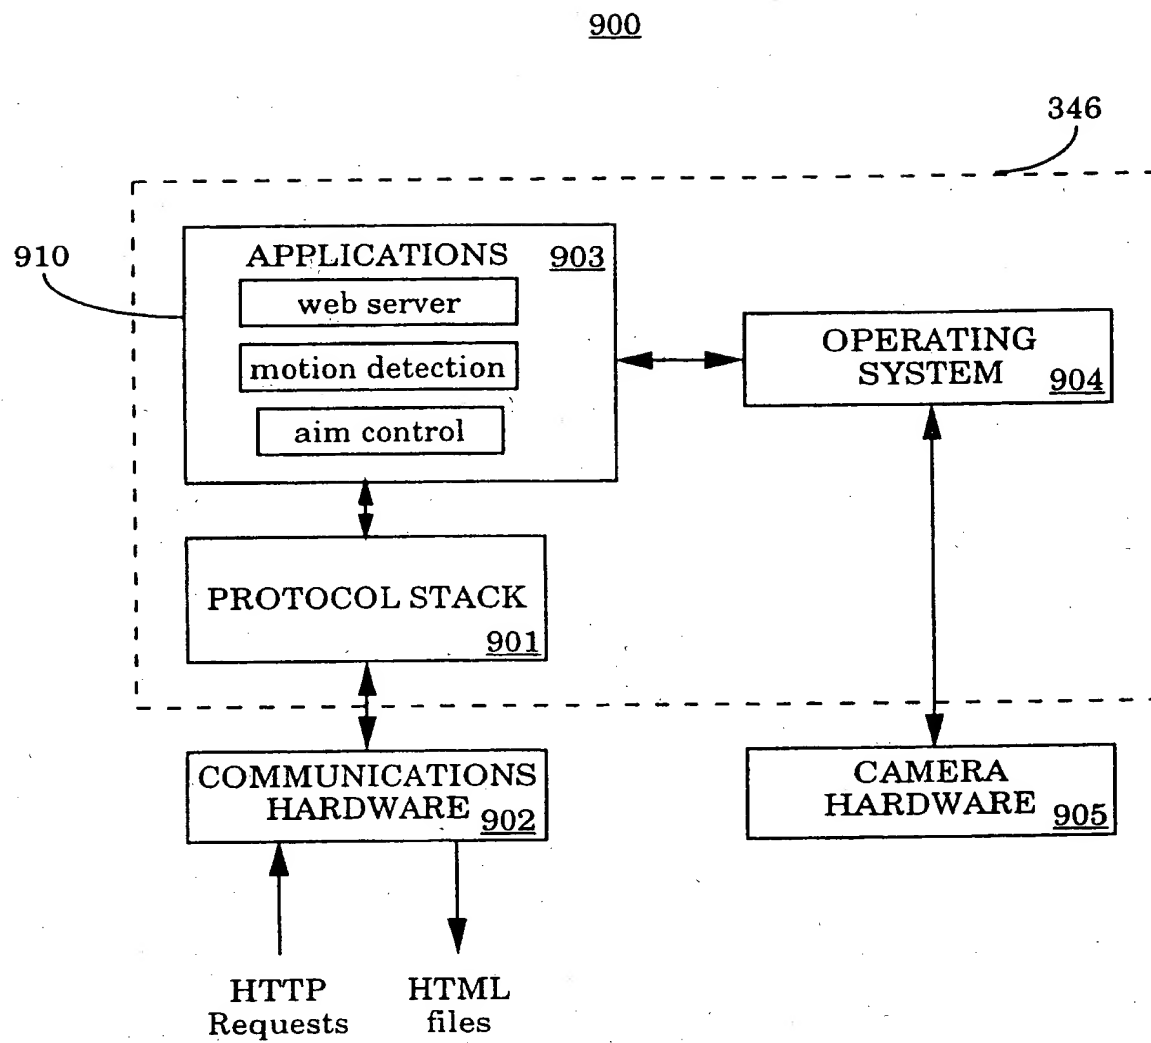 900
346
910
APPLICATIONS
903
web server
motion detection
aim control
OPERATING
SYSTEM
904
PROTOCOL STACK
901
COMMUNICATIONS
HARDWARE
902
CAMERA
HARDWARE
905
HTTP
Requests
HTML
files